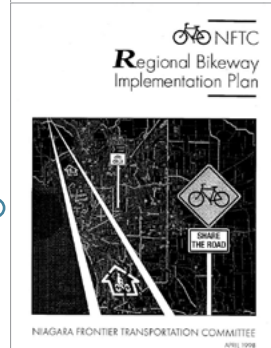 NFTC
Regional Bikeway
Implementation Plan
SHARE
THE ROAD
NIAGARA FRONTIER TRANSPORTATION COMMITTEE
APRIL 1998